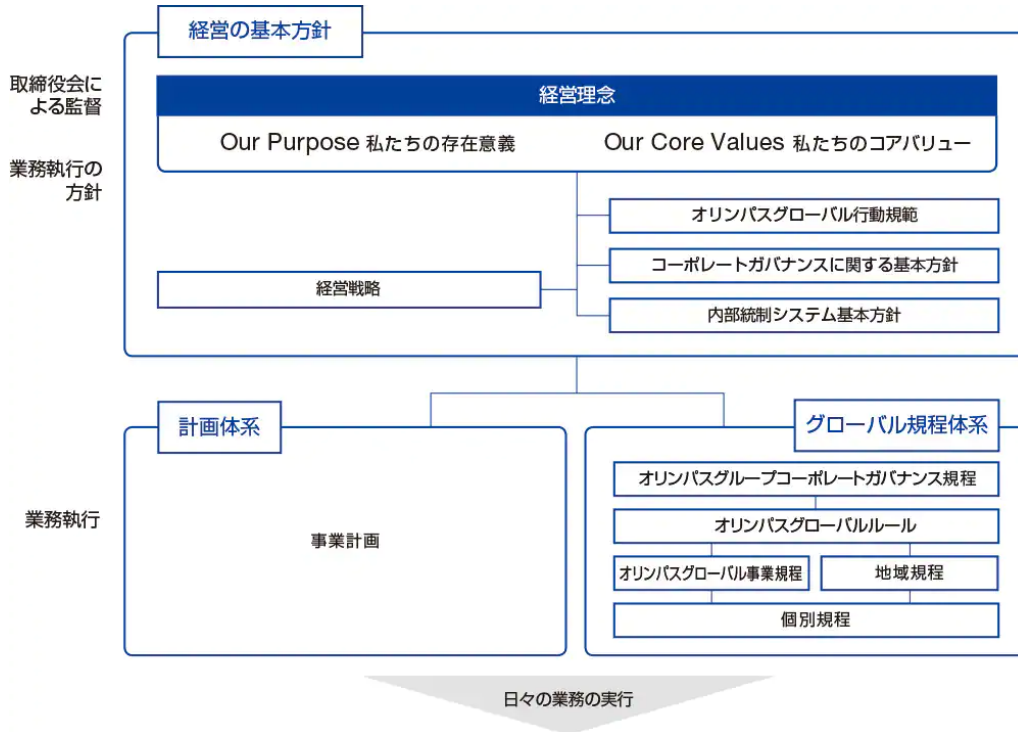 経営の基本方針
取締役会に
よる監督
経営理念
Our Purpose 私たちの存在意義
Our Core Values 私たちのコアバリュー
業務執行の
方針
オリンパスグローバル行動規範
コーポレートガバナンスに関する基本方針
経営戦略
内部統制システム基本方針
計画体系
グローバル規程体系
オリンパスグループコーポレートガバナンス規程
業務執行
オリンパスグローバルルール
事業計画
オリンパスグローバル事業規程
地域規程
個別規程
日々の業務の実行